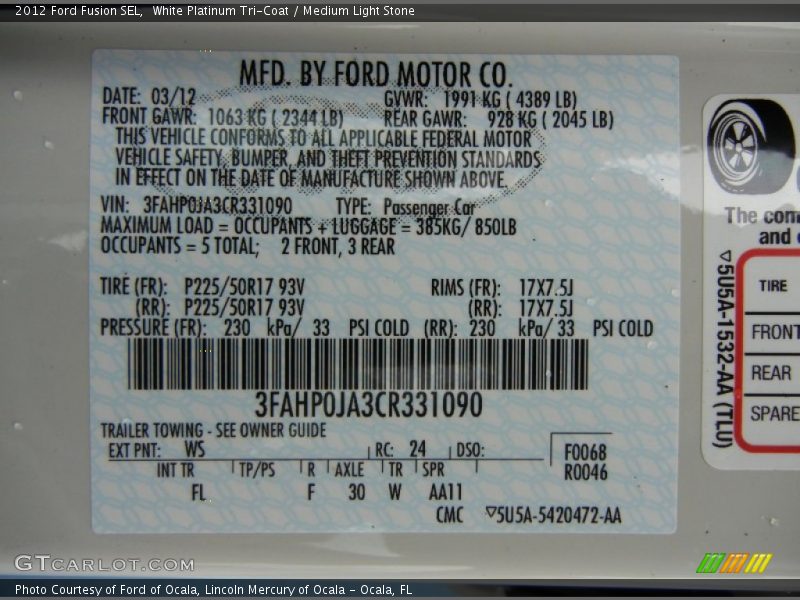 2012 Ford Fusion SEL,  White Platinum Tri-Coat / Medium Light Stone
MFD. BY FORD MOTOR CO.
DATE: 03/12 GVWR: 1991 KG ( 4389 LB)
FRONT GAWR: 1063 KG ( 2344 LB) REAR GAWR: 928 KG ( 2045 LB)
THIS VEHICLE CONFORMS TO ALL APPLICABLE FEDERAL MOTOR
VEHICLE SAFETY, BUMPER, AND THEFT PREVENTION STANDARDS
IN EFFECT ON THE DATE OF MANUFACTURE SHOWN ABOVE.
VIN: 3FAHP0JA3CR331090 TYPE: Passenger Car
MAXIMUM LOAD = OCCUPANTS + LUGGAGE = 385KG/ 850LB
OCCUPANTS = 5 TOTAL; 2 FRONT, 3 REAR
TIRE (FR): P225/50R17 93V RIMS (FR): 17X7.5J
(RR): P225/50R17 93V (RR): 17X7.5J
PRESSURE (FR): 230 kPa/ 33 PSI COLD (RR): 230 kPa/ 33 PSI COLD
3FAHP0JA3CR331090
TRAILER TOWING - SEE OWNER GUIDE
EXT PNT: WS RC: 24 DSO: F0068
R0046
INT TR TP/PS R AXLE TR SPR
FL F 30 W AA11
CMC ▽5U5A-5420472-AA
The com
and
▽5U5A-1532-AA (TLU)
TIRE
FRONT
REAR
SPARE
GTCarLot.com
Photo Courtesy of Ford of Ocala, Lincoln Mercury of Ocala - Ocala, FL